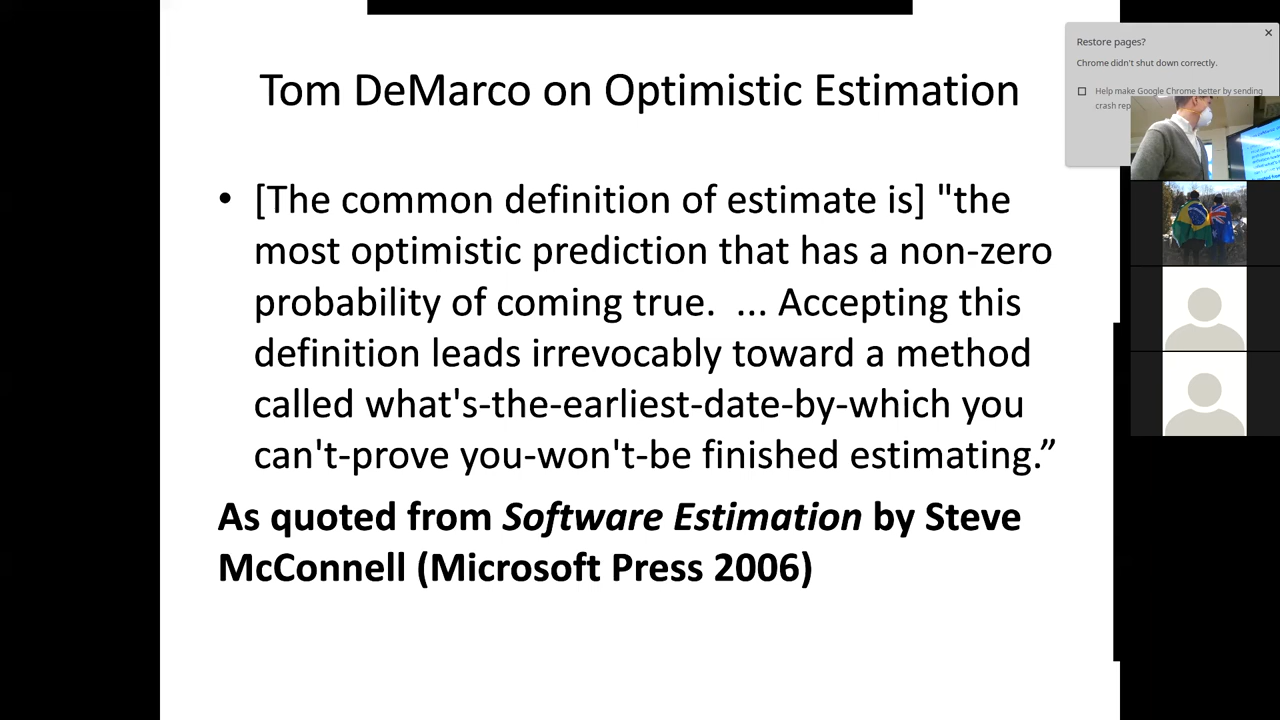 Tom DeMarco on Optimistic Estimation
• [The common definition of estimate is] "the
most optimistic prediction that has a non-zero
probability of coming true.  ... Accepting this
definition leads irrevocably toward a method
called what's-the-earliest-date-by-which you
can't-prove you-won't-be finished estimating.”
As quoted from Software Estimation by Steve
McConnell (Microsoft Press 2006)
Restore pages?
Chrome didn't shut down correctly.
Help make Google Chrome better by sending
crash